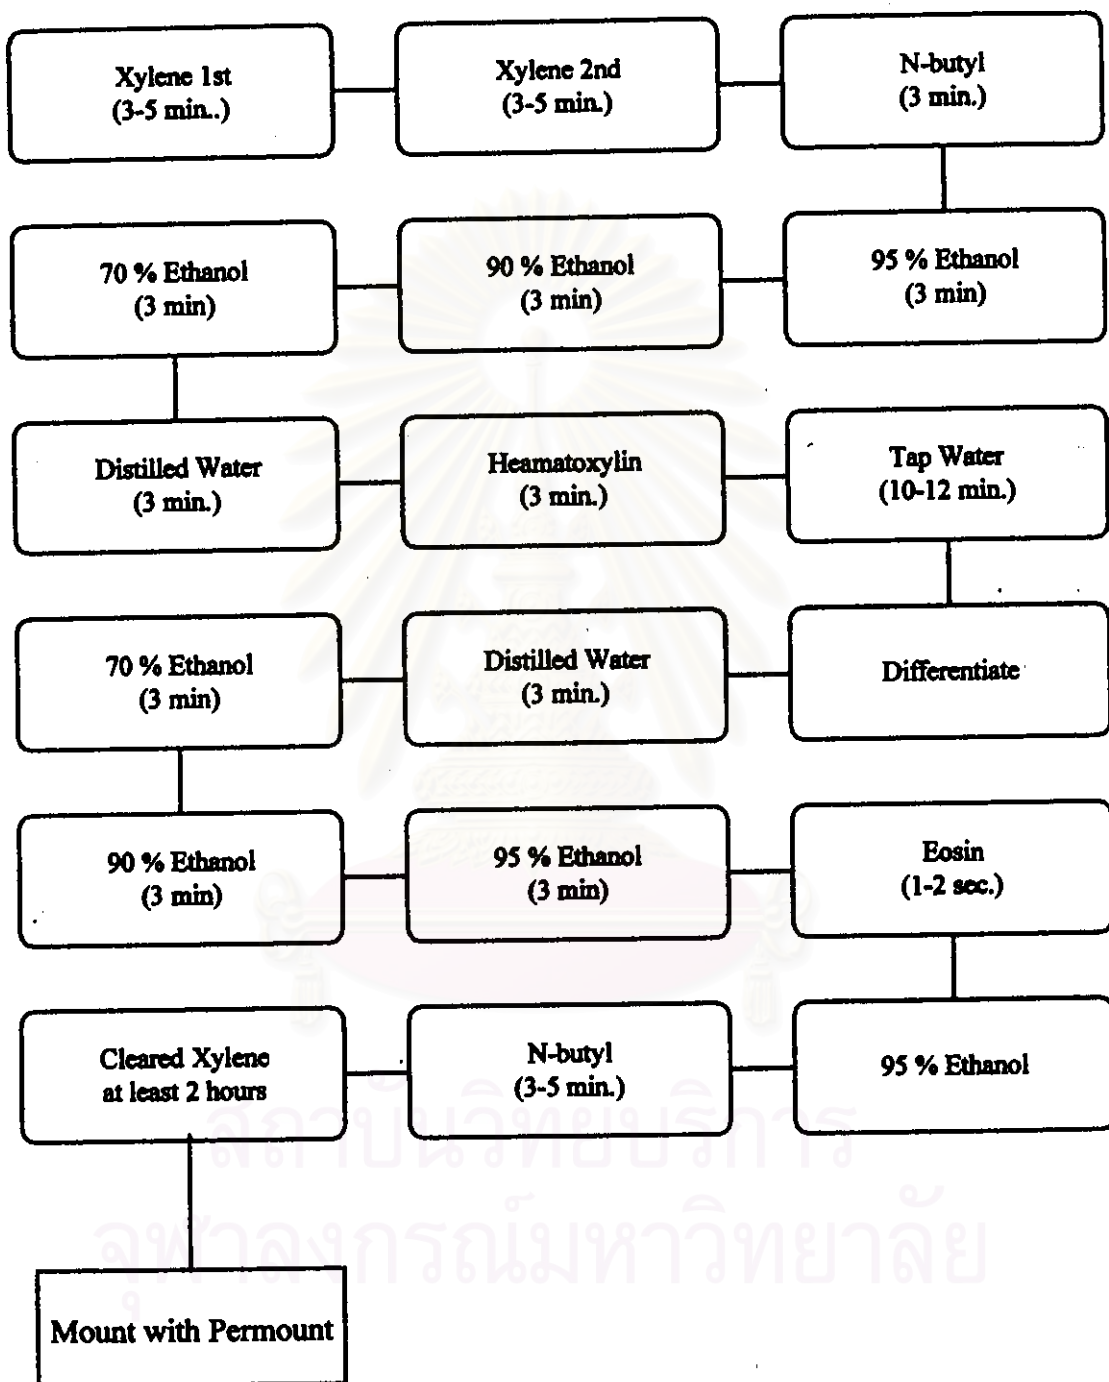 Xylene 1st
(3-5 min..)
Xylene 2nd
(3-5 min.)
N-butyl
(3 min.)
70 % Ethanol
(3 min)
90 % Ethanol
(3 min)
95 % Ethanol
(3 min)
Distilled Water
(3 min.)
Heamatoxylin
(3 min.)
Tap Water
(10-12 min.)
70 % Ethanol
(3 min)
Distilled Water
(3 min.)
Differentiate
90 % Ethanol
(3 min)
95 % Ethanol
(3 min)
Eosin
(1-2 sec.)
Cleared Xylene
at least 2 hours
N-butyl
(3-5 min.)
95 % Ethanol
สถาบันวิทยบริการ
จุฬาลงกรณ์มหาวิทยาลัย
Mount with Permount